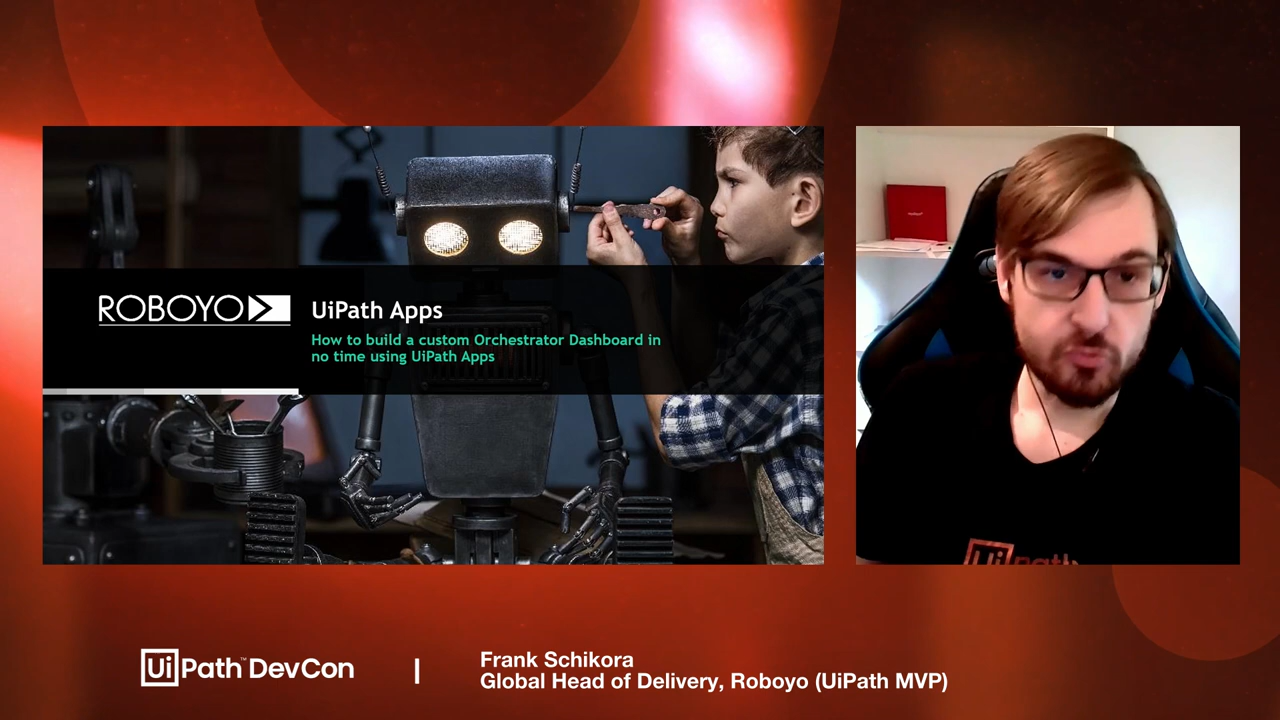 ROBOYO
UiPath Apps
How to build a custom Orchestrator Dashboard in
no time using UiPath Apps
UiPath
UiPath™ DevCon
Frank Schikora
Global Head of Delivery, Roboyo (UiPath MVP)